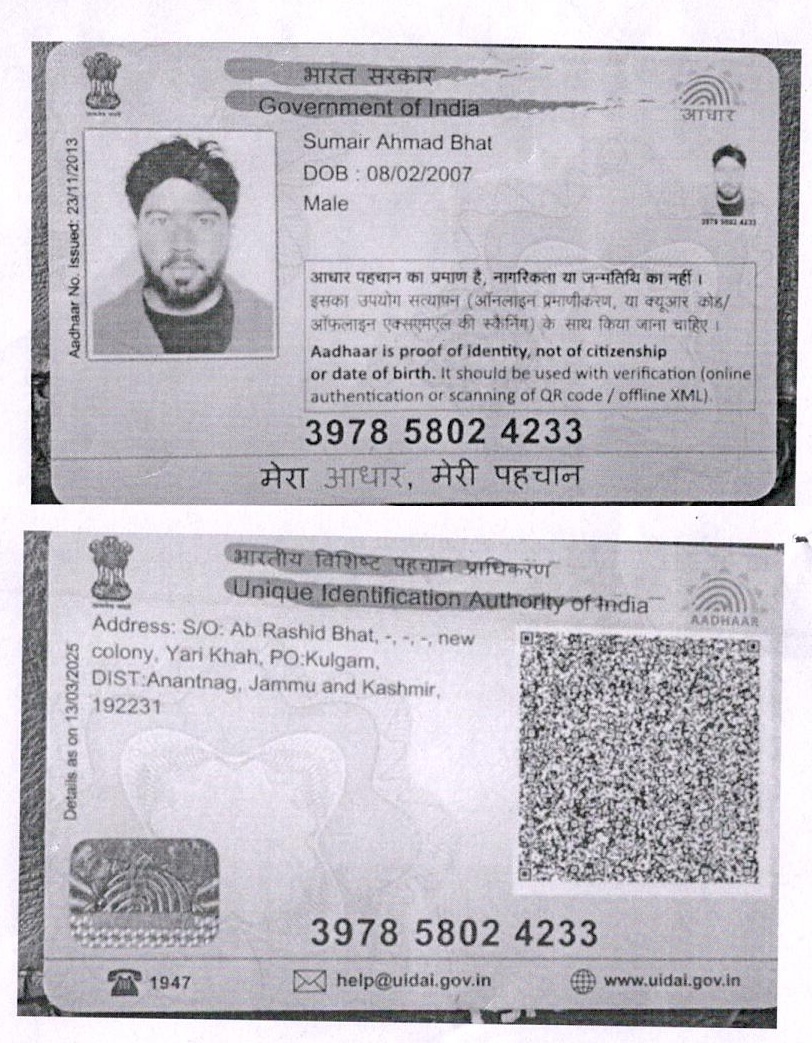 भारत सरकार
Government of India
आधार
Aadhaar No. Issued: 23/11/2013
Sumair Ahmad Bhat
DOB : 08/02/2007
Male
3978 5802 4233
आधार पहचान का प्रमाण है, नागरिकता या जन्मतिथि का नहीं ।
इसका उपयोग सत्यापन (ऑनलाइन प्रमाणीकरण, या क्यूआर कोड/
ऑफलाइन एक्सएमएल की स्कैनिंग) के साथ किया जाना चाहिए ।
Aadhaar is proof of identity, not of citizenship
or date of birth. It should be used with verification (online
authentication or scanning of QR code / offline XML).
3978 5802 4233
मेरा आधार, मेरी पहचान
भारतीय विशिष्ट पहचान प्राधिकरण
Unique Identification Authority of India
AADHAAR
Details as on 13/03/2025
Address: S/O: Ab Rashid Bhat, -, -, -, new
colony, Yari Khah, PO:Kulgam,
DIST:Anantnag, Jammu and Kashmir,
192231
3978 5802 4233
1947
help@uidai.gov.in
www.uidai.gov.in